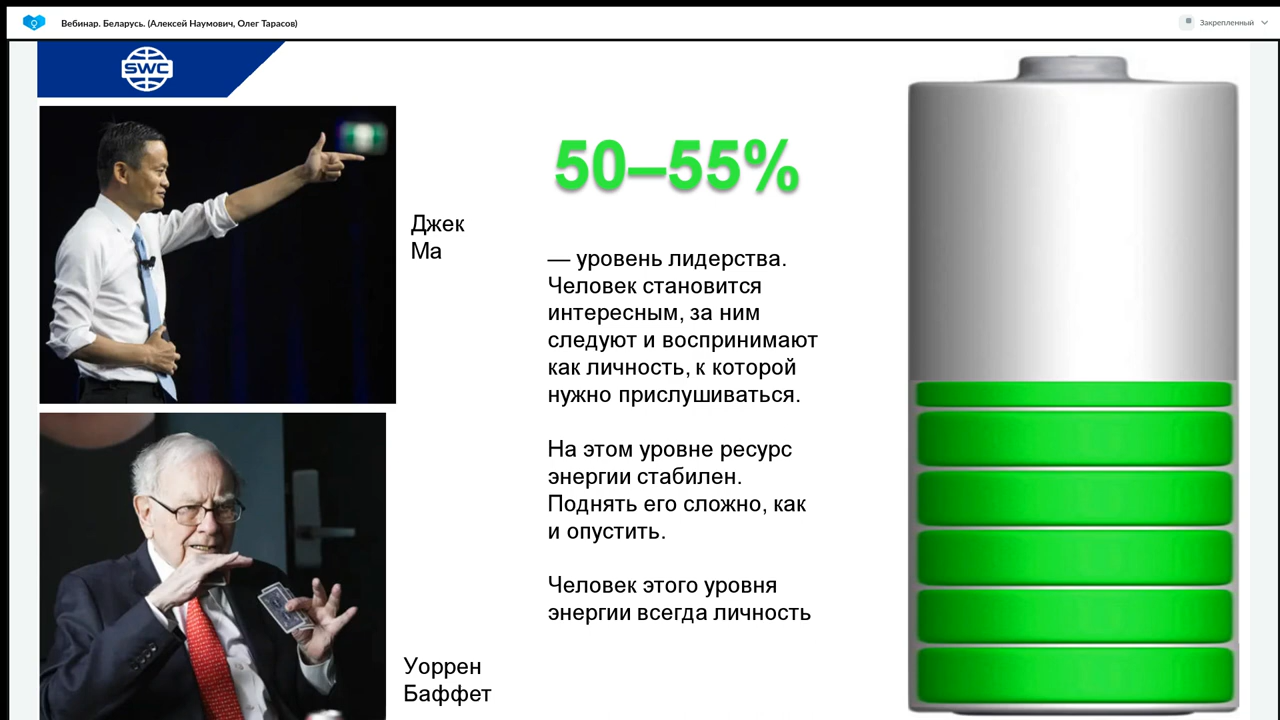 Вебинар. Беларусь. (Алексей Наумович, Олег Тарасов)
Закрепленный
SWC
50–55%
Джек
Ма
— уровень лидерства.
Человек становится
интересным, за ним
следуют и воспринимают
как личность, к которой
нужно прислушиваться.
На этом уровне ресурс
энергии стабилен.
Поднять его сложно, как
и опустить.
Человек этого уровня
энергии всегда личность
Уоррен
Баффет